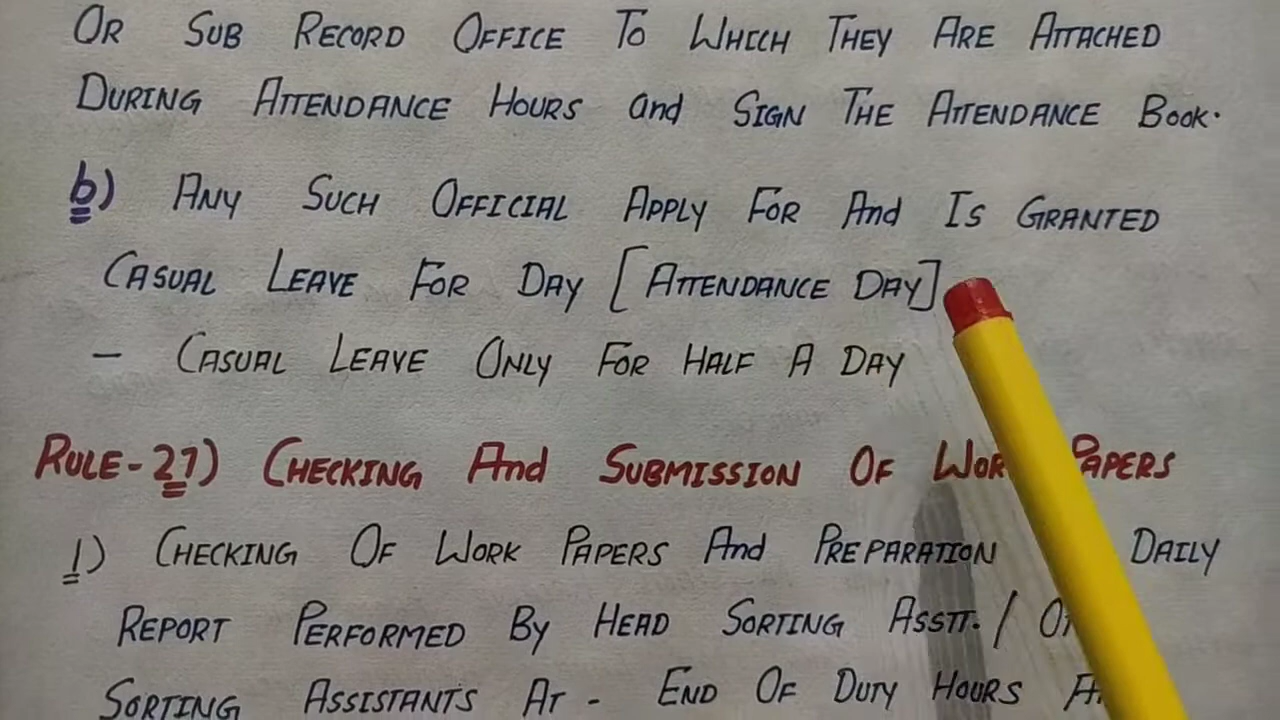 OR SUB RECORD OFFICE TO WHICH THEY ARE ATTACHED
DURING ATTENDANCE HOURS and SIGN THE ATTENDANCE BOOK.
b) ANY SUCH OFFICIAL APPLY FOR And IS GRANTED
CASUAL LEAVE FOR DAY [ATTENDANCE DAY]
- CASUAL LEAVE ONLY FOR HALF A DAY
RULE-27) CHECKING And SUBMISSION OF PAPERS
1) CHECKING OF WORK PAPERS And PREPARATION DAILY
REPORT PERFORMED BY HEAD SORTING ASSTT. /
SORTING ASSISTANTS AT - END OF DUTY HOURS